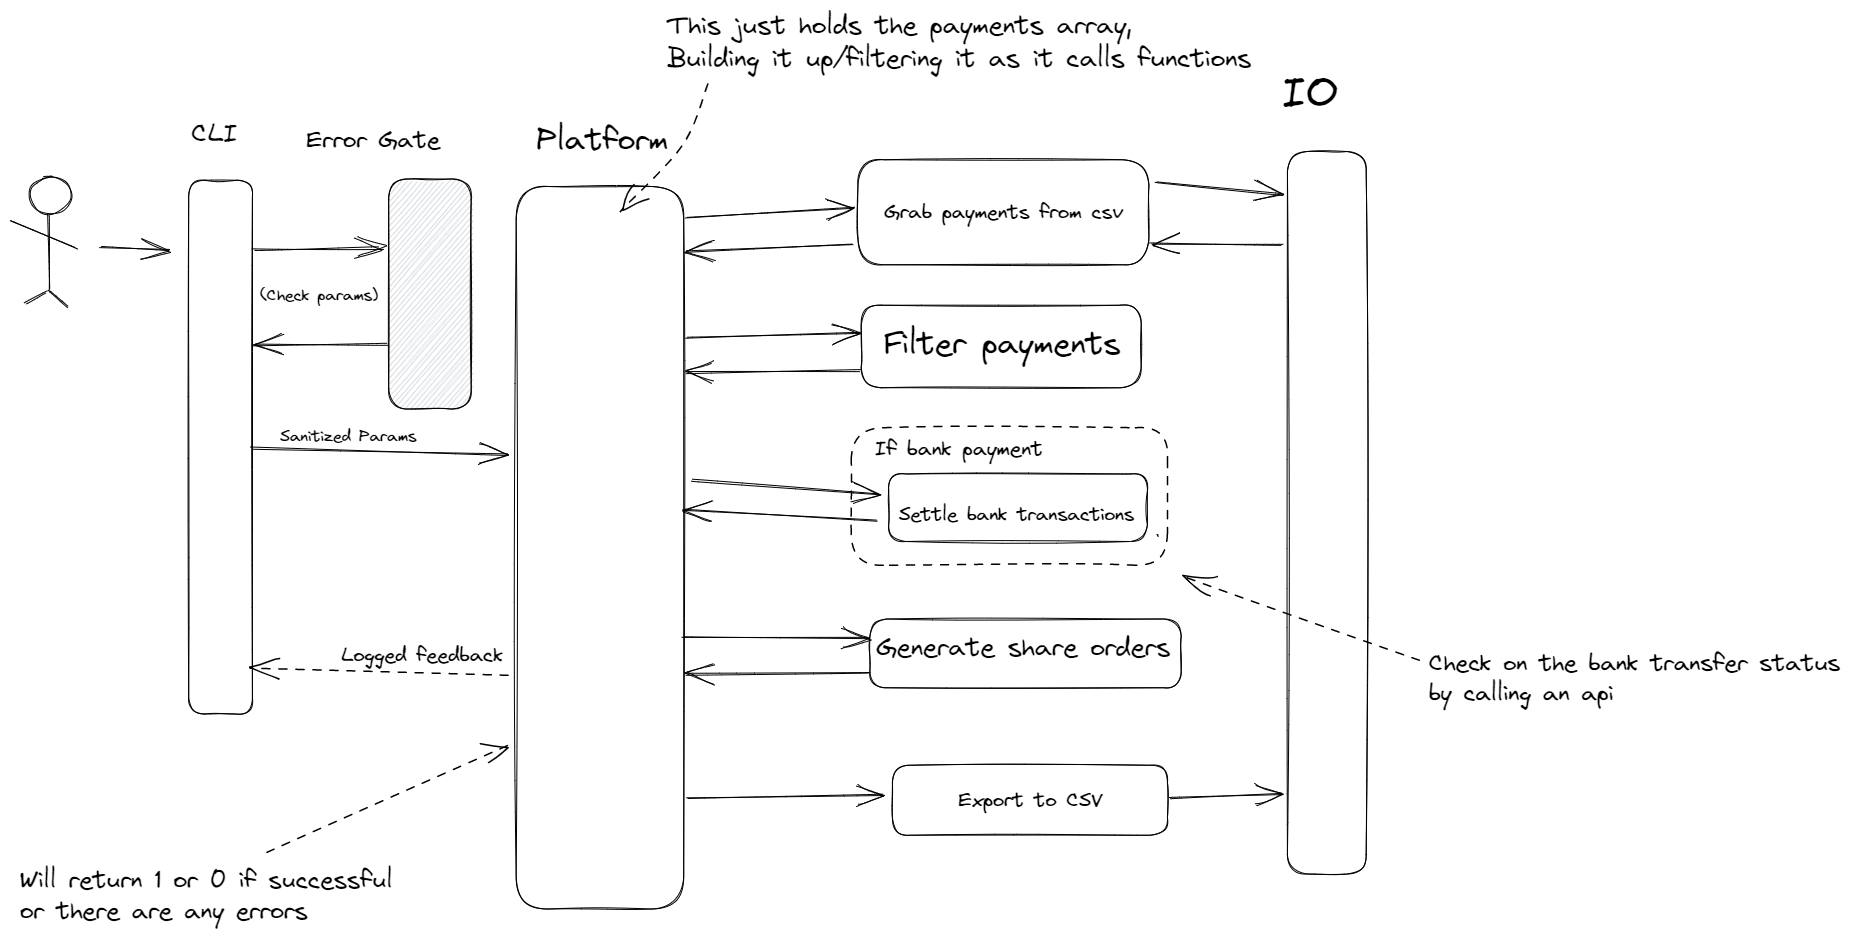 This just holds the payments array,
Building it up/filtering it as it calls functions
IO
CLI
Error Gate
Platform
Grab payments from csv
(Check params)
Filter payments
Sanitized Params
If bank payment
Settle bank transactions
Logged feedback
Generate share orders
Check on the bank transfer status
by calling an api
Export to CSV
Will return 1 or 0 if successful
or there are any errors